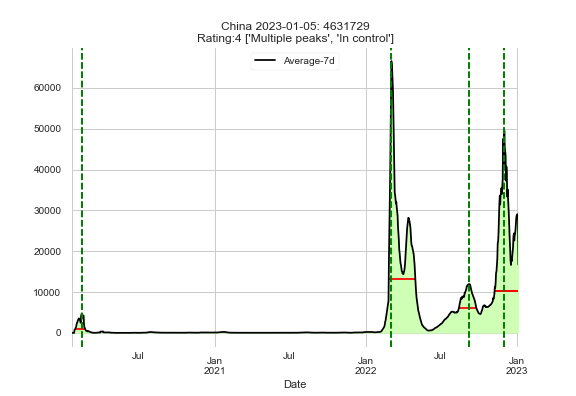 China 2023-01-05: 4631729
Rating:4 ['Multiple peaks', 'In control']
Average-7d
60000
50000
40000
30000
20000
10000
0
Jul
Jan
2021
Jul
Jan
2022
Jul
Jan
2023
Date